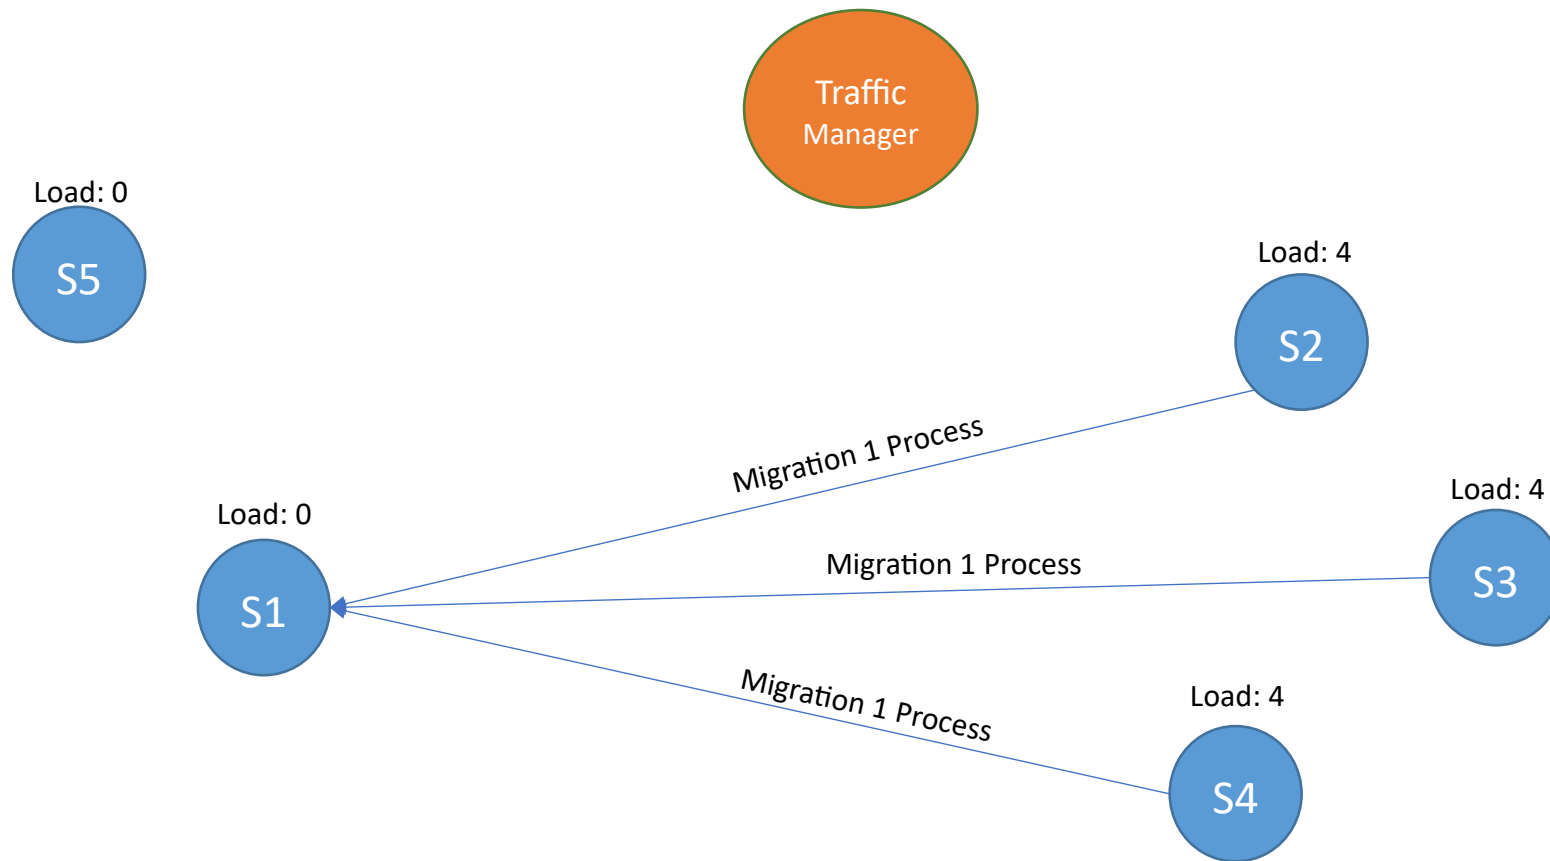 Traffic
Manager
Load: 0
S5
Load: 4
S2
Migration 1 Process
Load: 4
S3
Load: 0
S1
Migration 1 Process
Migration 1 Process
Load: 4
S4